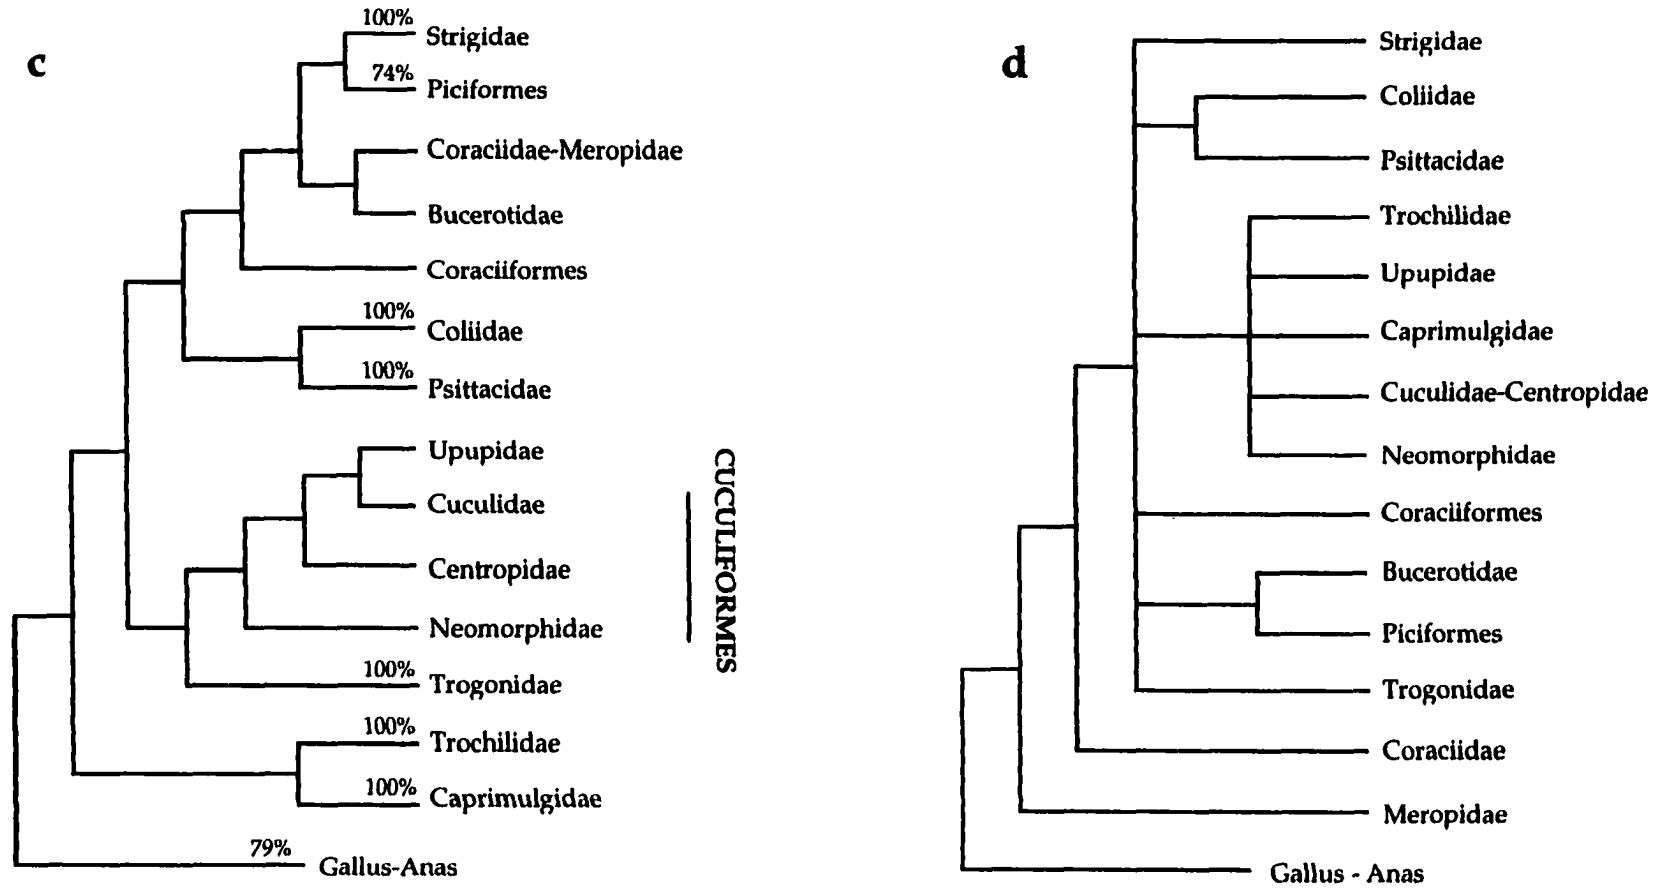 c
100%
Strigidae
74%
Piciformes
Coraciidae-Meropidae
Bucerotidae
Coraciiformes
100%
Coliidae
100%
Psittacidae
Upupidae
Cuculidae
Centropidae
Neomorphidae
CUCULIFORMES
100%
Trogonidae
100%
Trochilidae
100%
Caprimulgidae
79%
Gallus-Anas
d
Strigidae
Coliidae
Psittacidae
Trochilidae
Upupidae
Caprimulgidae
Cuculidae-Centropidae
Neomorphidae
Coraciiformes
Bucerotidae
Piciformes
Trogonidae
Coraciidae
Meropidae
Gallus - Anas